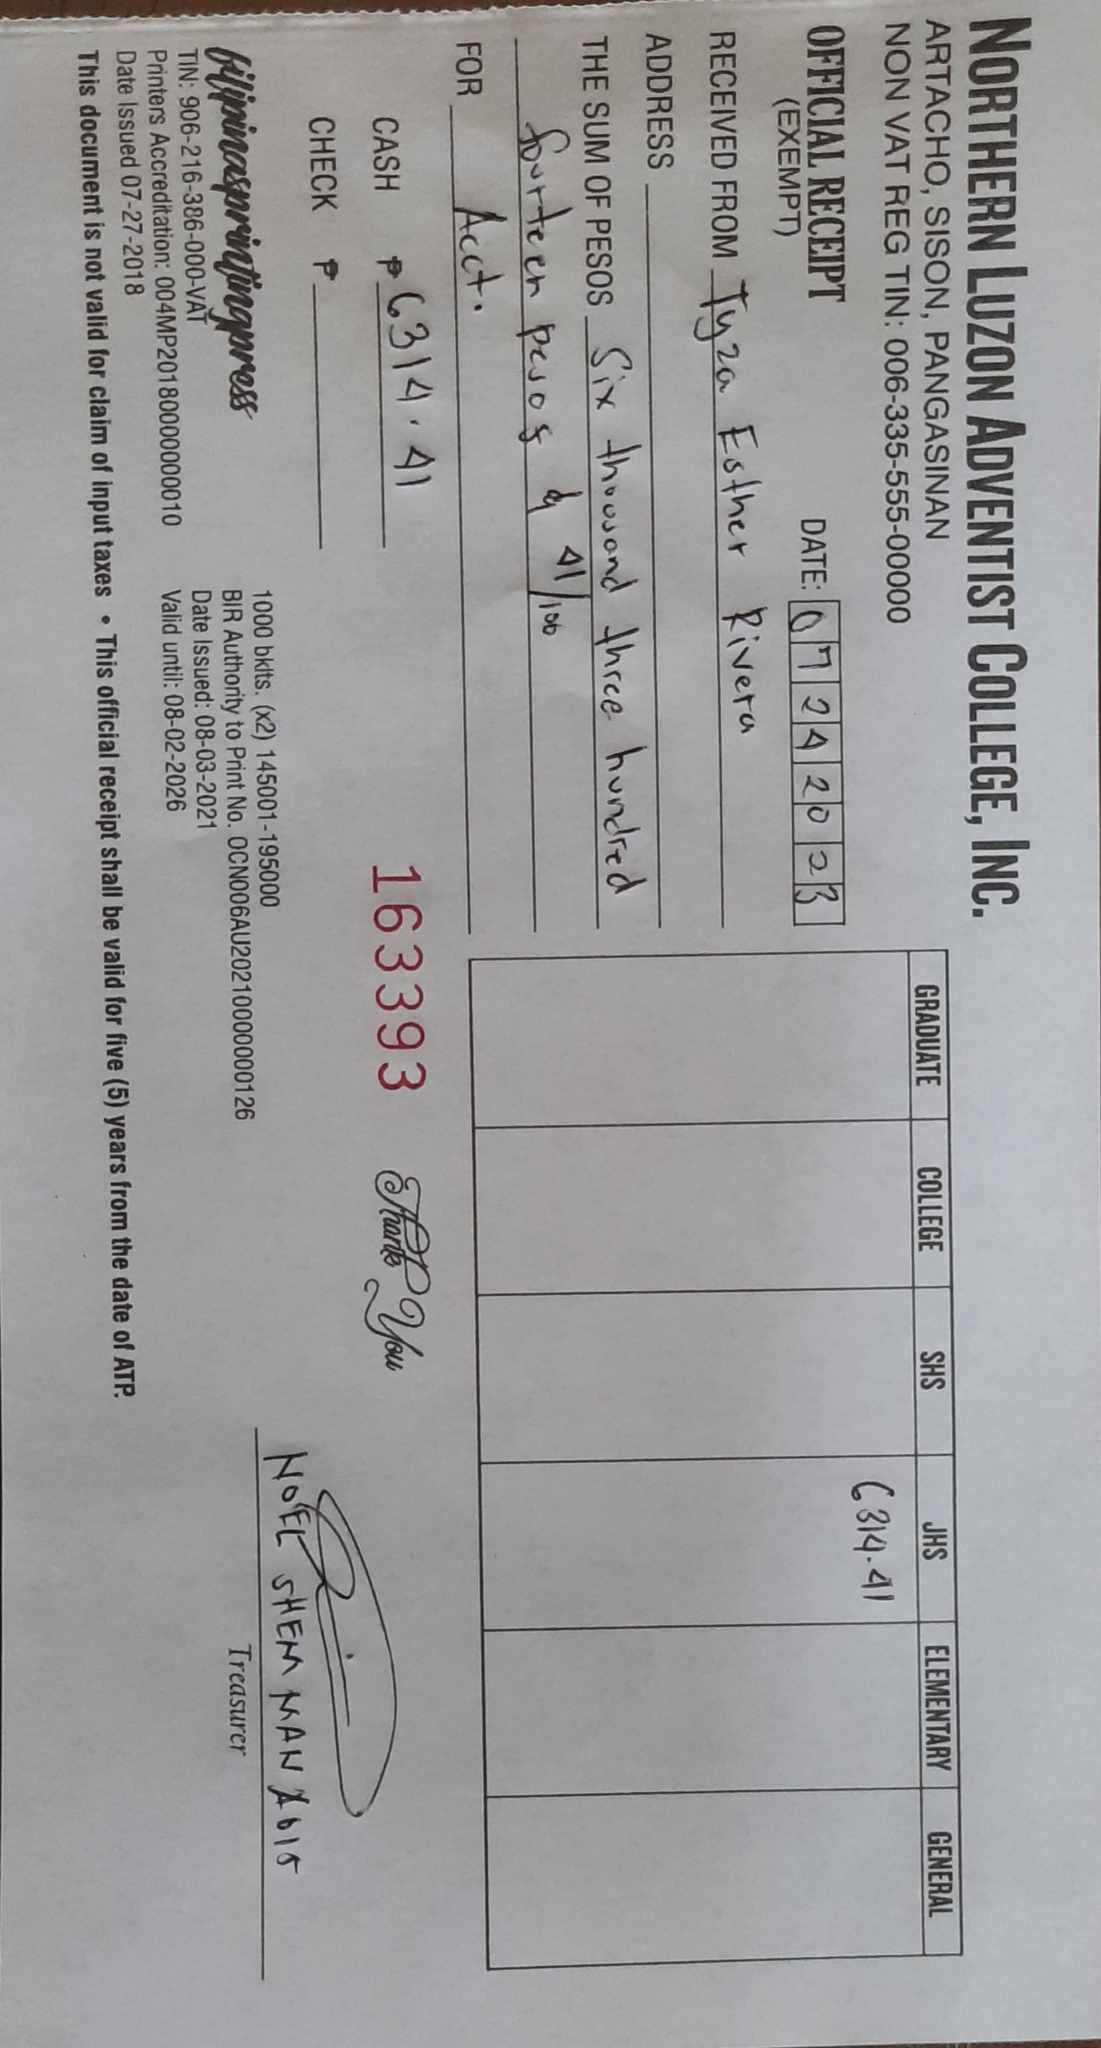 NORTHERN LUZON ADVENTIST COLLEGE, INC.
ARTACHO, SISON, PANGASINAN
NON VAT REG TIN: 006-335-555-00000
OFFICIAL RECEIPT
(EXEMPT)
DATE: 07242023
RECEIVED FROM Tyza Esther Rivera
ADDRESS
THE SUM OF PESOS Six thousand three hundred
fourteen pesos & 41/100
FOR Acct.
CASH ₱ 6314.41
CHECK ₱
GRADUATE COLLEGE SHS JHS ELEMENTARY GENERAL
6314.41
163393 Thank You
filipinasprintingpress
TIN: 906-216-386-000-VAT
Printers Accreditation: 004MP20180000000010
Date Issued 07-27-2018
1000 bklts. (x2) 145001-195000
BIR Authority to Print No. OCN006AU20210000000126
Date Issued: 08-03-2021
Valid until: 08-02-2026
NOEL SHEM
Treasurer
This document is not valid for claim of input taxes • This official receipt shall be valid for five (5) years from the date of ATP.